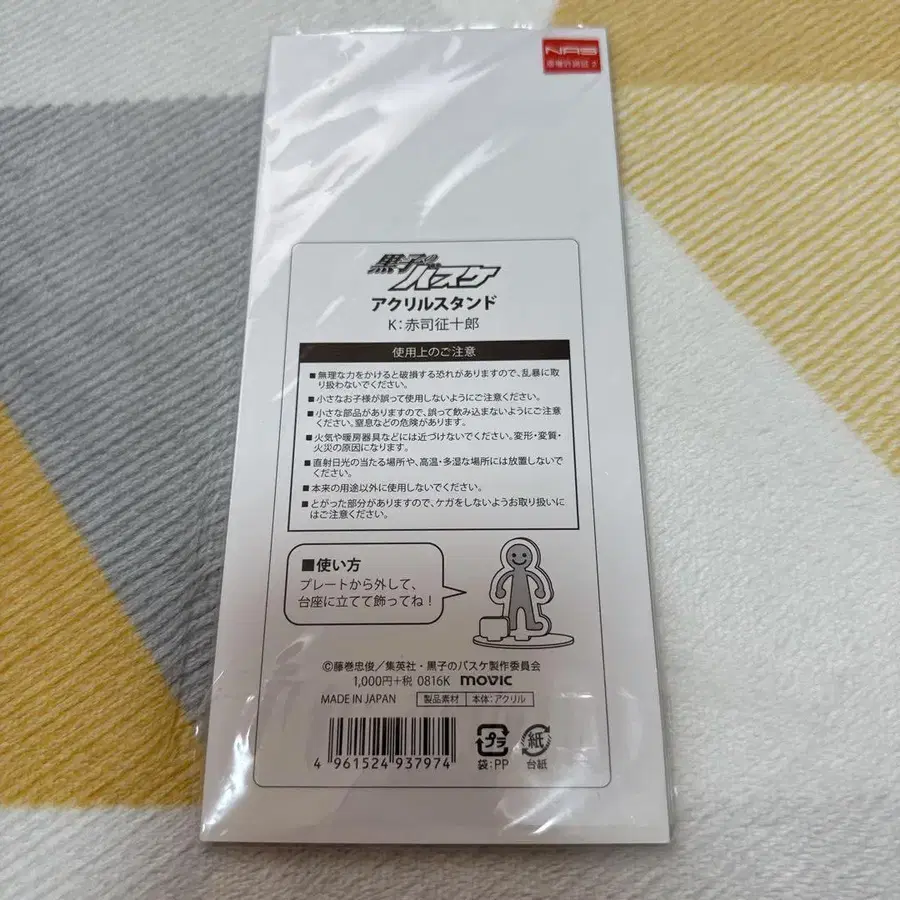 NAS
黒子のバスケ
アクリルスタンド
K：赤司征十郎
使用上のご注意
■無理な力をかけると破損する恐れがありますので、乱暴に取
り扱わないでください。
■小さなお子様が誤って使用しないようにご注意ください。
■小さな部品がありますので、誤って飲み込まないようにご注意
ください。窒息などの危険があります。
■火気や暖房器具などには近づけないでください。変形・変質・
火災の原因になります。
■直射日光の当たる場所や、高温・多湿な場所には放置しないで
ください。
■本来の用途以外に使用しないでください。
■とがった部分がありますので、ケガをしないようお取り扱いに
はご注意ください。
■使い方
プレートから外して、
台座に立てて飾ってね！
©藤巻忠俊／集英社・黒子のバスケ製作委員会
1,000円+税 0816K movic
MADE IN JAPAN 製品素材 本体：アクリル
4 961524 937974
プラ 紙
袋：PP 台紙